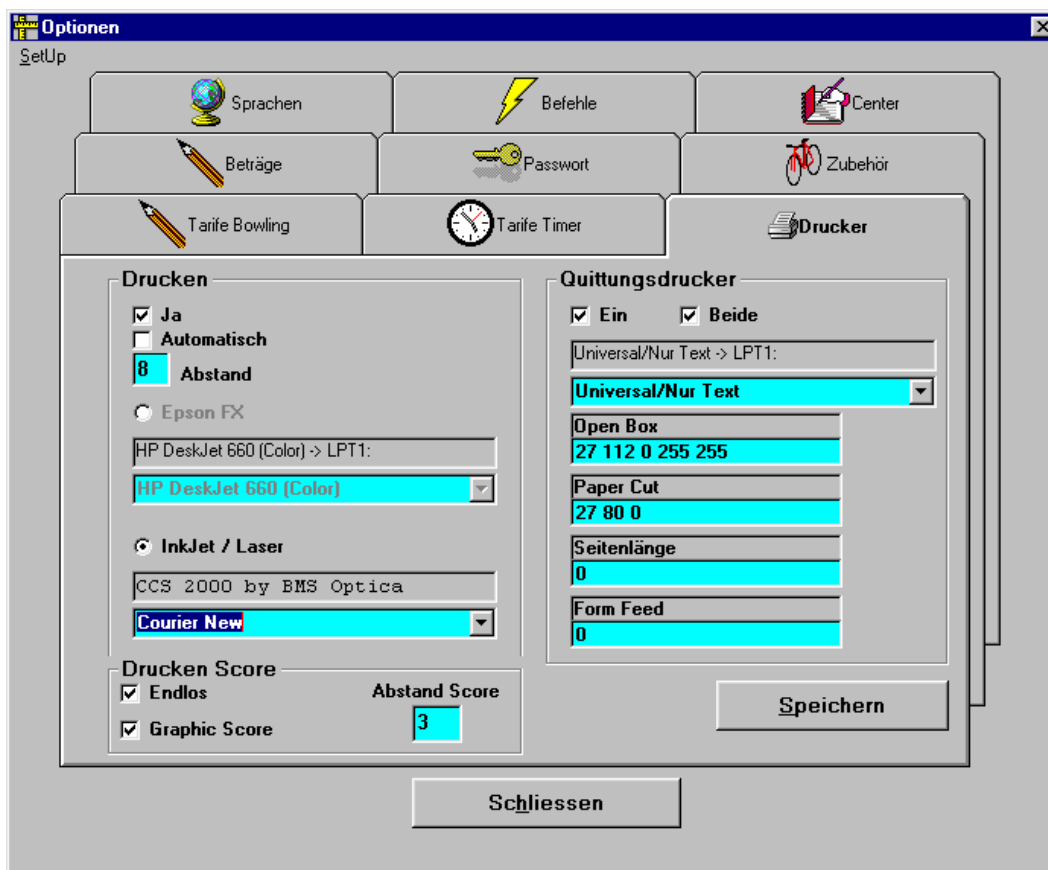 Optionen
SetUp
Sprachen
Befehle
Center
Beträge
Passwort
Zubehör
Tarife Bowling
Tarife Timer
Drucker
Drucken
Ja
Automatisch
8 Abstand
Epson FX
HP DeskJet 660 (Color) -> LPT1:
HP DeskJet 660 (Color)
InkJet / Laser
CCS 2000 by BMS Optica
Courier New
Drucken Score
Endlos
Abstand Score
Graphic Score
3
Quittungsdrucker
Ein Beide
Universal/Nur Text -> LPT1:
Universal/Nur Text
Open Box
27 112 0 255 255
Paper Cut
27 80 0
Seitenlänge
0
Form Feed
0
Speichern
Schliessen